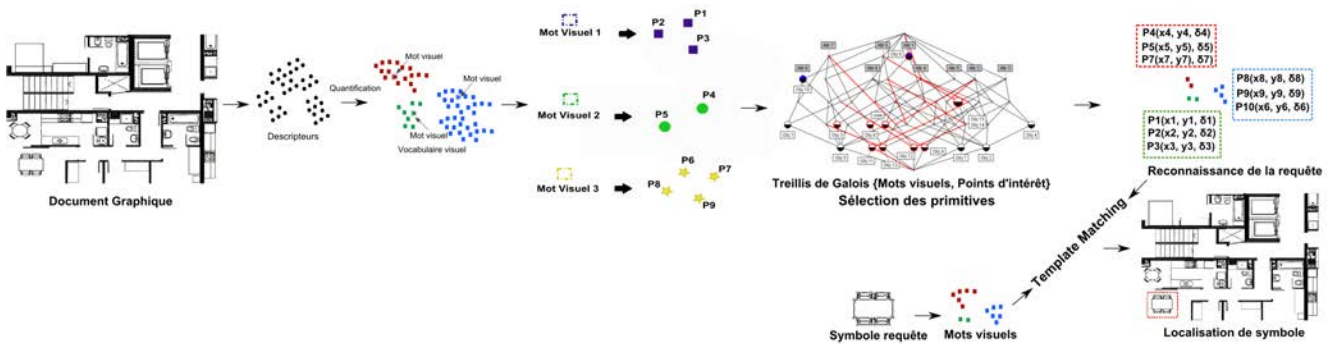 Document Graphique
Descripteurs
Quantification
Mot visuel
Mot visuel
Mot visuel
Vocabulaire visuel
Mot Visuel 1
P1
P2
P3
Mot Visuel 2
P4
P5
Mot Visuel 3
P6
P7
P8
P9
Treillis de Galois {Mots visuels, Points d'intérêt}
Sélection des primitives
P4(x4, y4, δ4)
P5(x5, y5), δ5)
P7(x7, y7), δ7)
P8(x8, y8, δ8)
P9(x9, y9, δ9)
P10(x6, y6, δ6)
P1(x1, y1, δ1)
P2(x2, y2, δ2)
P3(x3, y3, δ3)
Reconnaissance de la requête
Template Matching
Symbole requête
Mots visuels
Localisation de symbole